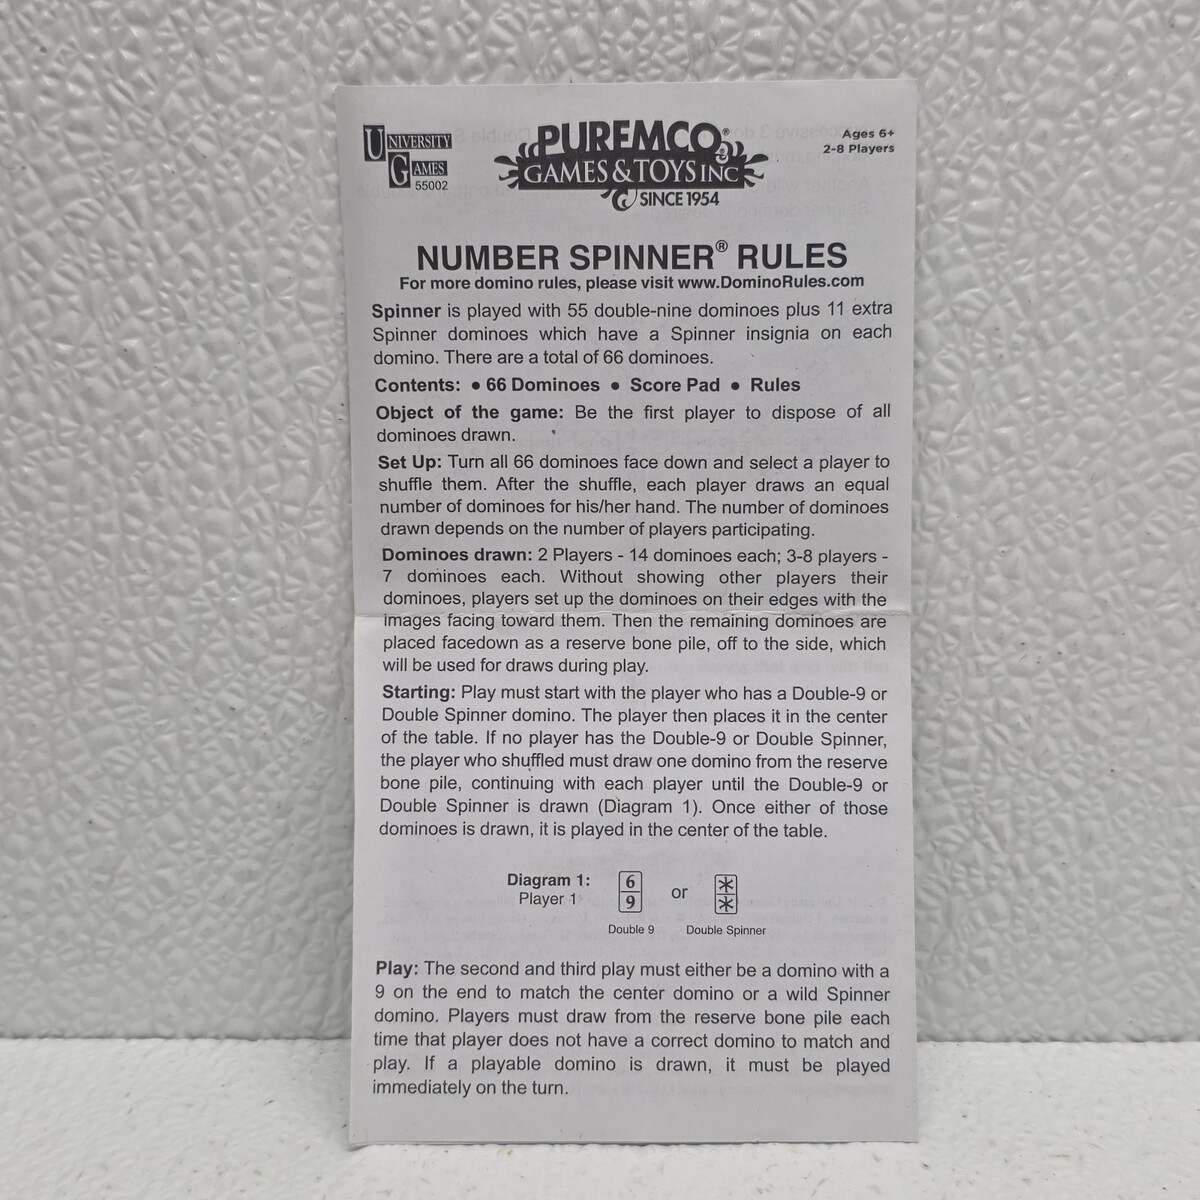 UNIVERSITY
GAMES
55002
PUREMCO®
GAMES & TOYS INC
SINCE 1954
Ages 6+
2-8 Players
NUMBER SPINNER® RULES
For more domino rules, please visit www.DominoRules.com
Spinner is played with 55 double-nine dominoes plus 11 extra
Spinner dominoes which have a Spinner insignia on each
domino. There are a total of 66 dominoes.
Contents: ● 66 Dominoes ● Score Pad ● Rules
Object of the game: Be the first player to dispose of all
dominoes drawn.
Set Up: Turn all 66 dominoes face down and select a player to
shuffle them. After the shuffle, each player draws an equal
number of dominoes for his/her hand. The number of dominoes
drawn depends on the number of players participating.
Dominoes drawn: 2 Players - 14 dominoes each; 3-8 players -
7 dominoes each. Without showing other players their
dominoes, players set up the dominoes on their edges with the
images facing toward them. Then the remaining dominoes are
placed facedown as a reserve bone pile, off to the side, which
will be used for draws during play.
Starting: Play must start with the player who has a Double-9 or
Double Spinner domino. The player then places it in the center
of the table. If no player has the Double-9 or Double Spinner,
the player who shuffled must draw one domino from the reserve
bone pile, continuing with each player until the Double-9 or
Double Spinner is drawn (Diagram 1). Once either of those
dominoes is drawn, it is played in the center of the table.
Diagram 1:
Player 1
6
9
or
*
*
Double 9
Double Spinner
Play: The second and third play must either be a domino with a
9 on the end to match the center domino or a wild Spinner
domino. Players must draw from the reserve bone pile each
time that player does not have a correct domino to match and
play. If a playable domino is drawn, it must be played
immediately on the turn.